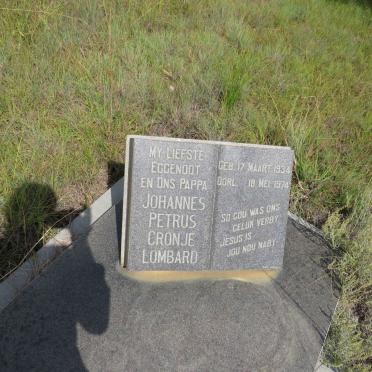 MY LIEFSTE
EGGENOOT
EN ONS PAPPA
JOHANNES
PETRUS
CRONJE
LOMBARD
GEB. 17 MAART 1934
OORL. 18 MEI 1974
SO GOU WAS ONS
GELUK VERBY
JESUS IS
JOU NOU NABY